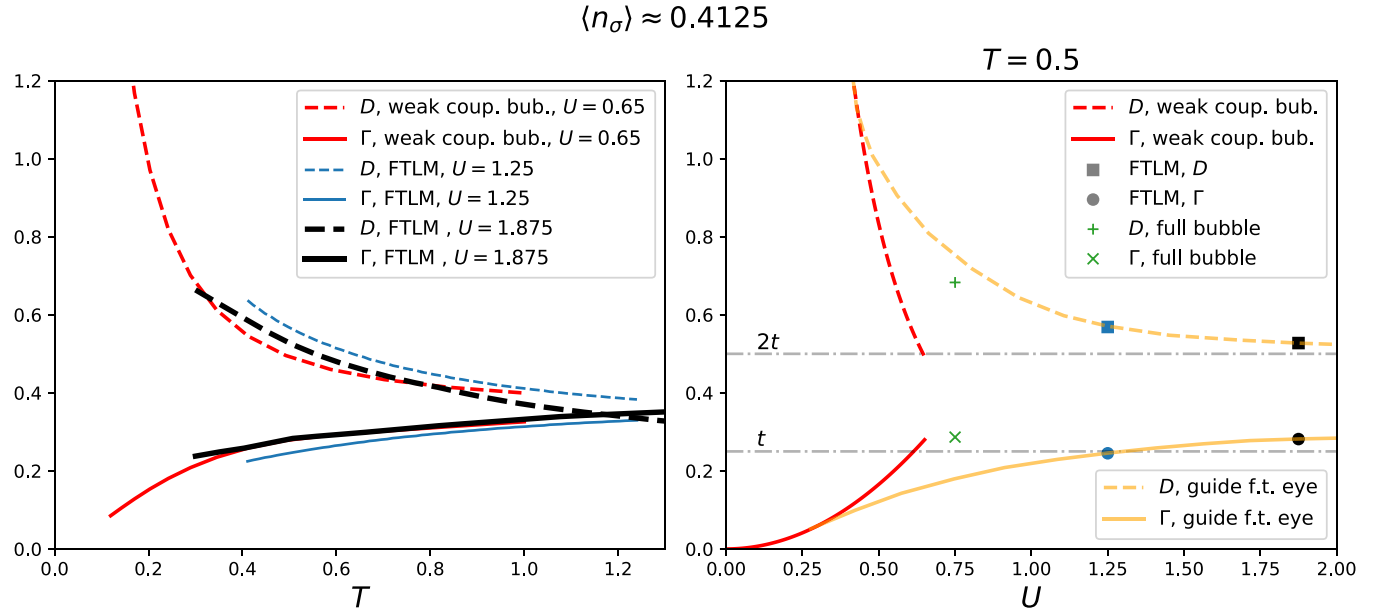 ⟨n_σ⟩ ≈ 0.4125
1.2
1.0
0.8
0.6
0.4
0.2
0.0
D, weak coup. bub., U = 0.65
Γ, weak coup. bub., U = 0.65
D, FTLM, U = 1.25
Γ, FTLM, U = 1.25
D, FTLM , U = 1.875
Γ, FTLM , U = 1.875
0.0 0.2 0.4 0.6 0.8 1.0 1.2
T
T = 0.5
1.2
1.0
0.8
0.6
0.4
0.2
0.0
D, weak coup. bub.
Γ, weak coup. bub.
FTLM, D
FTLM, Γ
D, full bubble
Γ, full bubble
2t
t
D, guide f.t. eye
Γ, guide f.t. eye
0.00 0.25 0.50 0.75 1.00 1.25 1.50 1.75 2.00
U